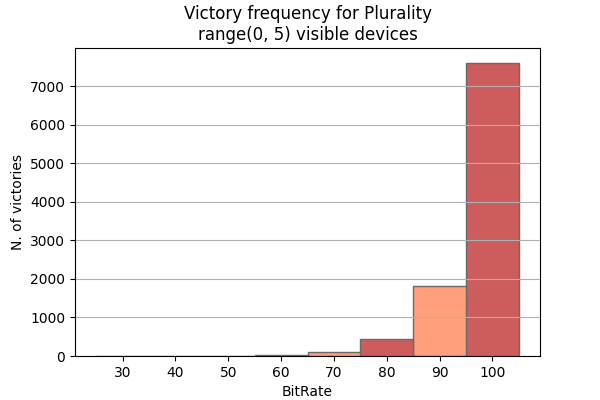 Victory frequency for Plurality
range(0, 5) visible devices
N. of victories
7000
6000
5000
4000
3000
2000
1000
0
30 40 50 60 70 80 90 100
BitRate